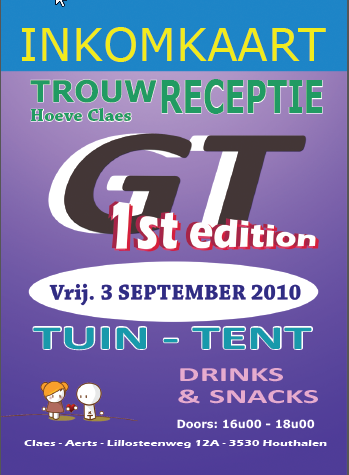 INKOMKAART
TROUW RECEPTIE
Hoeve Claes
GT
1st edition
Vrij. 3 SEPTEMBER 2010
TUIN - TENT
DRINKS
& SNACKS
Doors: 16u00 - 18u00
Claes - Aerts - Lillosteenweg 12A - 3530 Houthalen